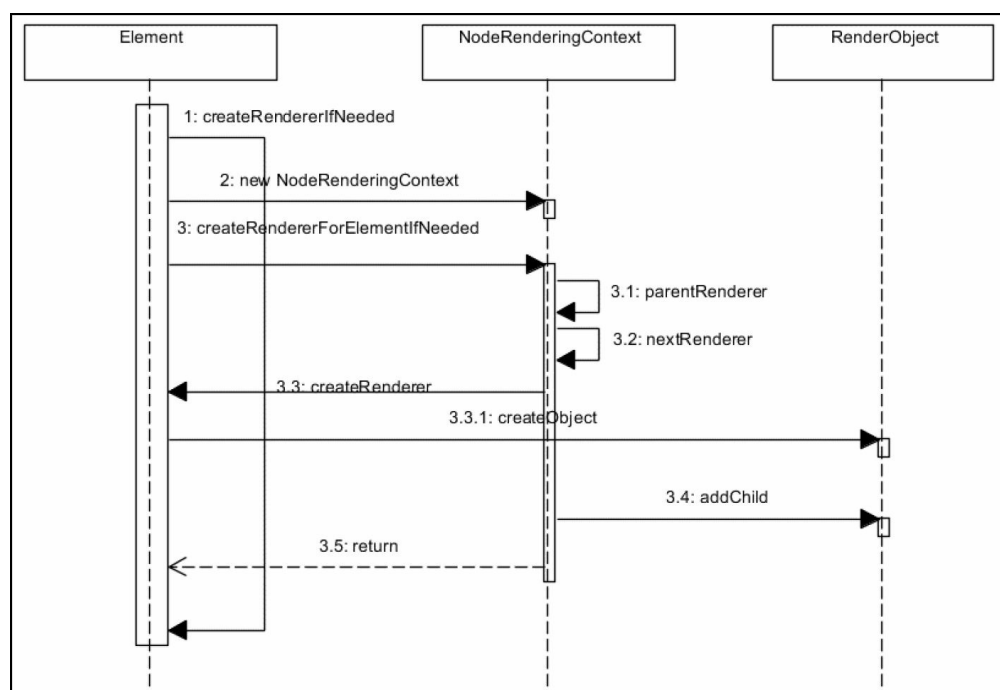 Element
NodeRenderingContext
RenderObject
1: createRendererIfNeeded
2: new NodeRenderingContext
3: createRendererForElementIfNeeded
3.1: parentRenderer
3.2: nextRenderer
3.3: createRenderer
3.3.1: createObject
3.4: addChild
3.5: return